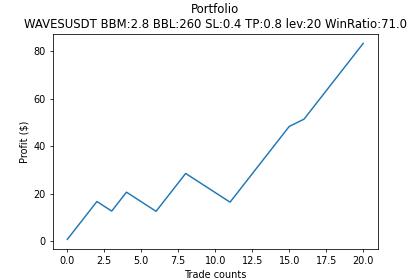 Portfolio
WAVESUSDT BBM:2.8 BBL:260 SL:0.4 TP:0.8 lev:20 WinRatio:71.0
80
60
40
20
0
Profit ($)
0.0 2.5 5.0 7.5 10.0 12.5 15.0 17.5 20.0
Trade counts